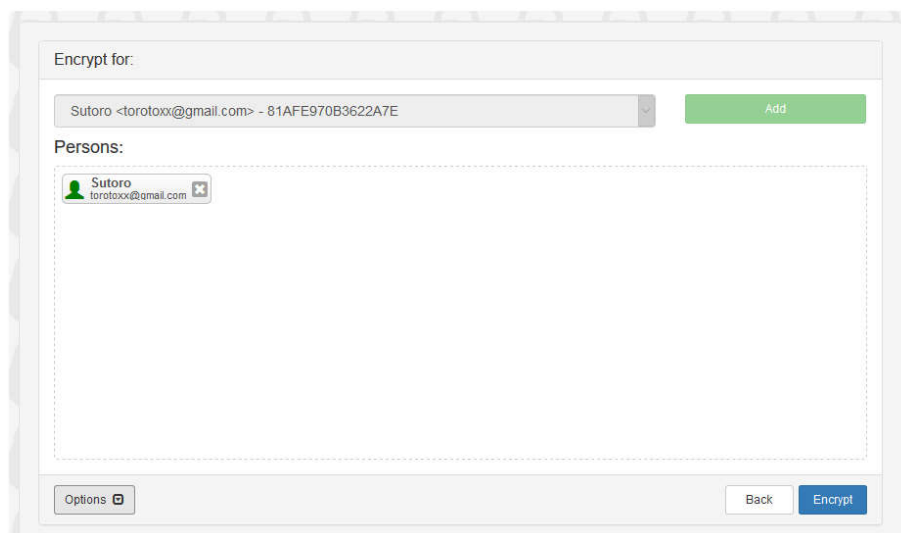 Encrypt for:
Sutoro <torotoxx@gmail.com> - 81AFE970B3622A7E
Add
Persons:
Sutoro
torotoxx@gmail.com
Options
Back
Encrypt